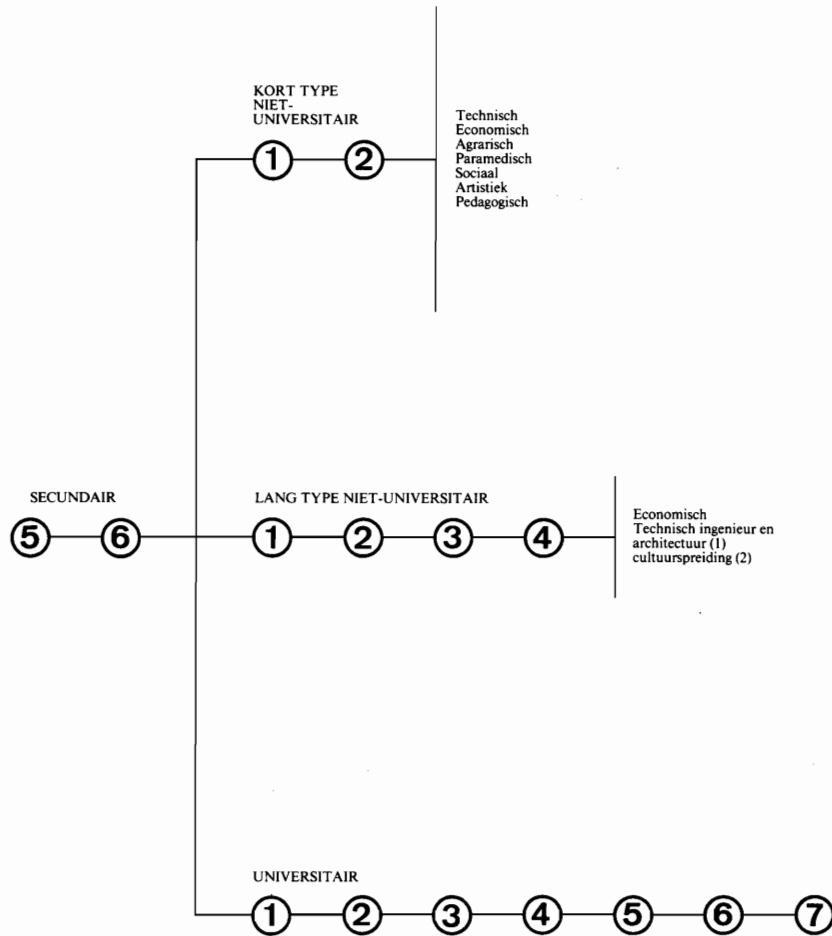 KORT TYPE
NIET-
UNIVERSITAIR
1 2
Technisch
Economisch
Agrarisch
Paramedisch
Sociaal
Artistiek
Pedagogisch
SECUNDAIR
5 6
LANG TYPE NIET-UNIVERSITAIR
1 2 3 4
Economisch
Technisch ingenieur en
architectuur (1)
cultuurspreiding (2)
UNIVERSITAIR
1 2 3 4 5 6 7